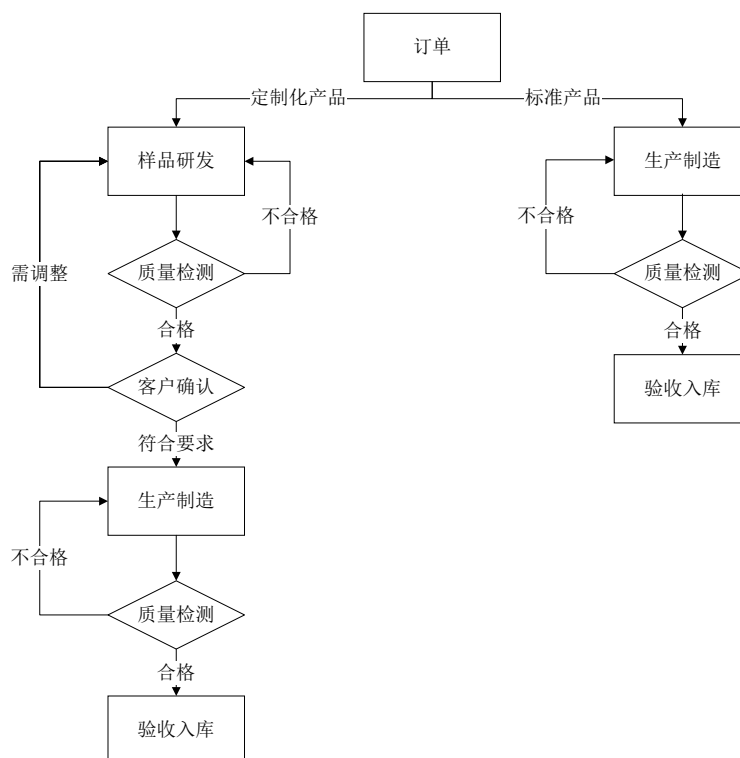 订单
定制化产品
标准产品
样品研发
生产制造
不合格
不合格
需调整
质量检测
质量检测
合格
合格
客户确认
验收入库
符合要求
生产制造
不合格
质量检测
合格
验收入库